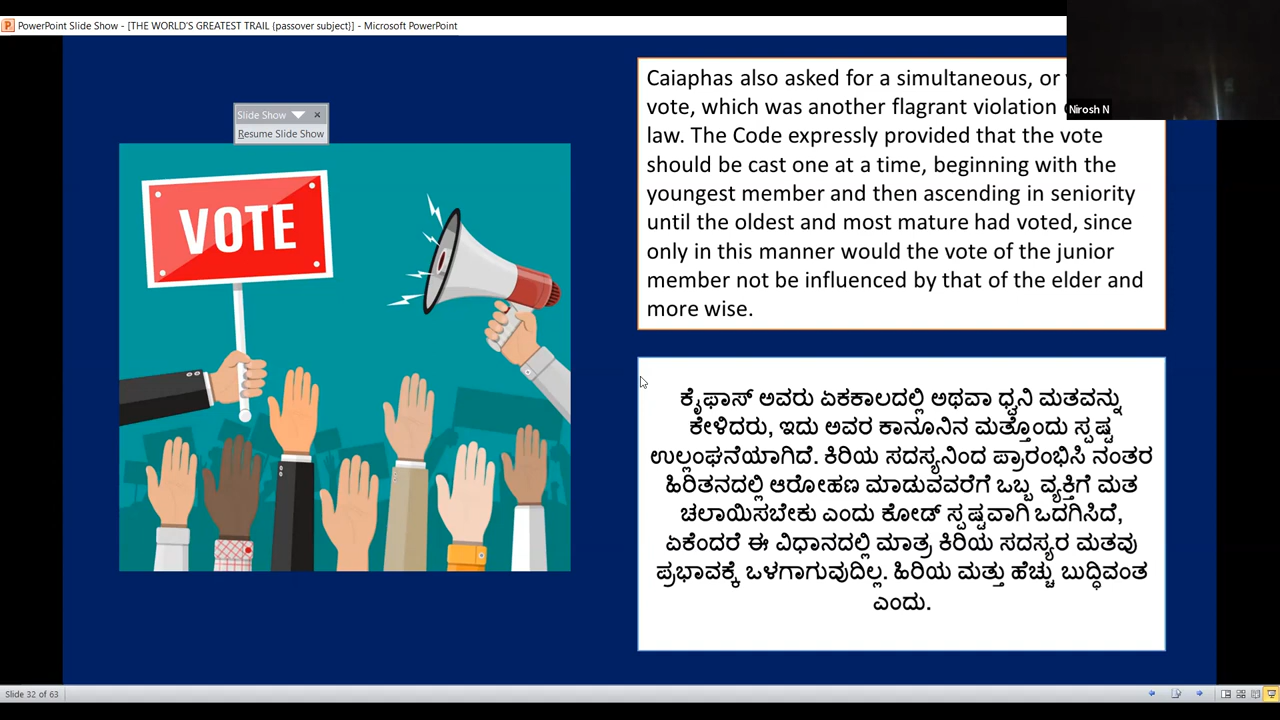 PowerPoint Slide Show - [THE WORLD'S GREATEST TRAIL (passover subject}] - Microsoft PowerPoint
Nirosh N
Slide Show
Resume Slide Show
VOTE
Caiaphas also asked for a simultaneous, or
vote, which was another flagrant violation
law. The Code expressly provided that the vote
should be cast one at a time, beginning with the
youngest member and then ascending in seniority
until the oldest and most mature had voted, since
only in this manner would the vote of the junior
member not be influenced by that of the elder and
more wise.
ಕೈಫಾಸ್ ಅವರು ಏಕಕಾಲದಲ್ಲಿ ಅಥವಾ ಧ್ವನಿ ಮತವನ್ನು
ಕೇಳಿದರು, ಇದು ಅವರ ಕಾನೂನಿನ ಮತ್ತೊಂದು ಸ್ಪಷ್ಟ
ಉಲ್ಲಂಘನೆಯಾಗಿದೆ. ಕಿರಿಯ ಸದಸ್ಯನಿಂದ ಪ್ರಾರಂಭಿಸಿ ನಂತರ
ಹಿರಿತನದಲ್ಲಿ ಆರೋಹಣ ಮಾಡುವವರೆಗೆ ಒಬ್ಬ ವ್ಯಕ್ತಿಗೆ ಮತ
ಚಲಾಯಿಸಬೇಕು ಎಂದು ಕೋಡ್ ಸ್ಪಷ್ಟವಾಗಿ ಒದಗಿಸಿದೆ,
ಏಕೆಂದರೆ ಈ ವಿಧಾನದಲ್ಲಿ ಮಾತ್ರ ಕಿರಿಯ ಸದಸ್ಯರ ಮತವು
ಪ್ರಭಾವಕ್ಕೆ ಒಳಗಾಗುವುದಿಲ್ಲ. ಹಿರಿಯ ಮತ್ತು ಹೆಚ್ಚು ಬುದ್ಧಿವಂತ
ಎಂದು.
Slide 32 of 63